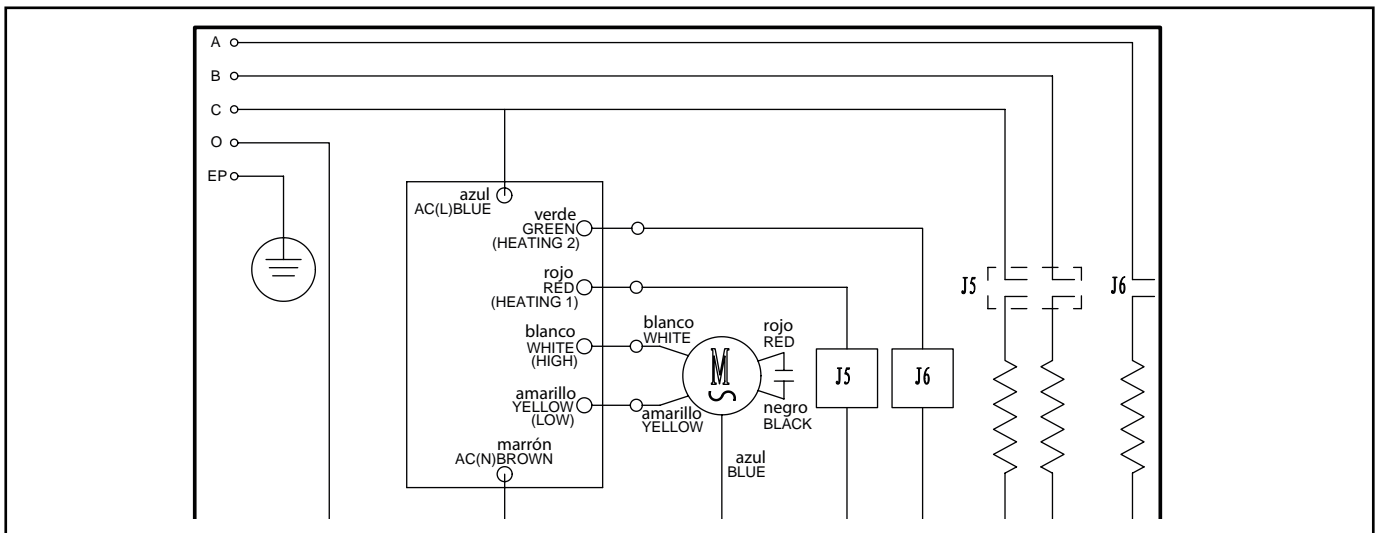 A
B
C
O
EP
azul
AC(L)BLUE
verde
GREEN
(HEATING 2)
rojo
RED
(HEATING 1)
blanco
WHITE
(HIGH)
amarillo
YELLOW
(LOW)
marrón
AC(N)BROWN
blanco
WHITE
amarillo
YELLOW
M
rojo
RED
negro
BLACK
azul
BLUE
J5
J6
J5
J6